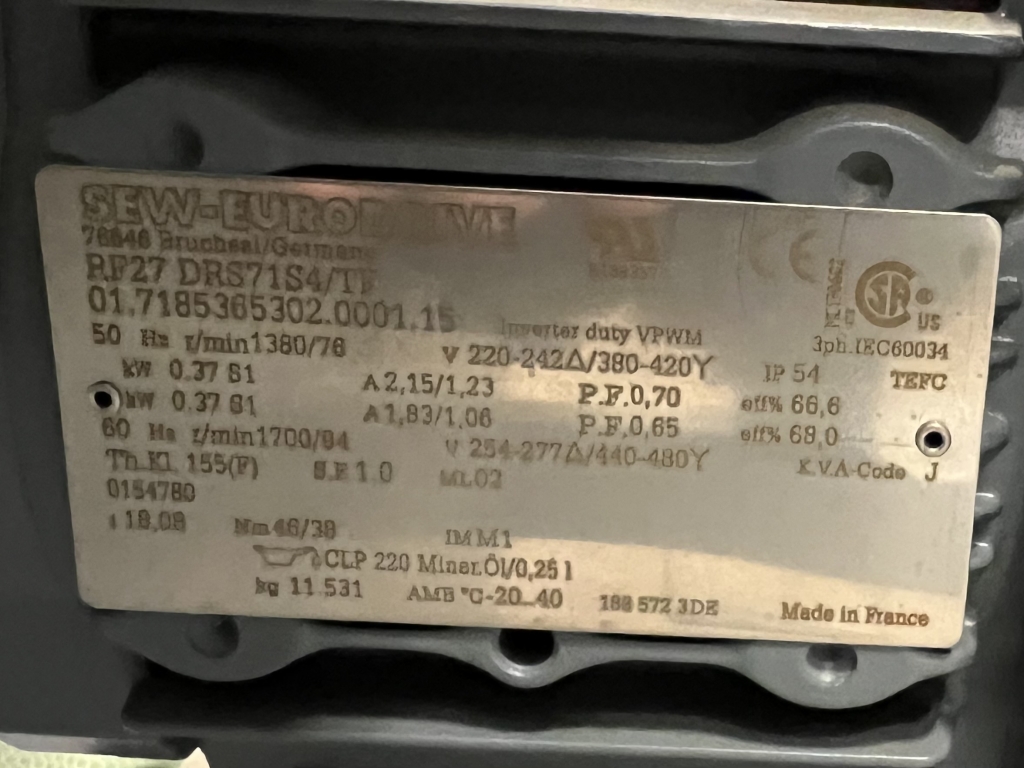 SEW-EURODRIVE
76646 Bruchsal/Germany
RF27 DRS71S4/TF
01.7185365302.0001.15
Inverter duty VPWM
3ph.IEC60034
50 Hz r/min1380/76
V 220-242Δ/380-420Y
IP 54
TEFC
kW 0.37 S1
A 2,15/1,23
P.F.0,70
eff% 66,6
kW 0.37 S1
A 1,83/1,06
P.F.0,65
eff% 69,0
60 Hz r/min1700/94
V 254-277Δ/440-480Y
K.V.A-Code J
Th.Kl. 155(F)
S.F.1.0
ML02
0154780
i 18,08
Nm 46/38
IM M1
CLP 220 Miner.Öl/0,25 l
kg 11.531
AMB °C-20..40
188 572 3DE
Made in France
CE
US